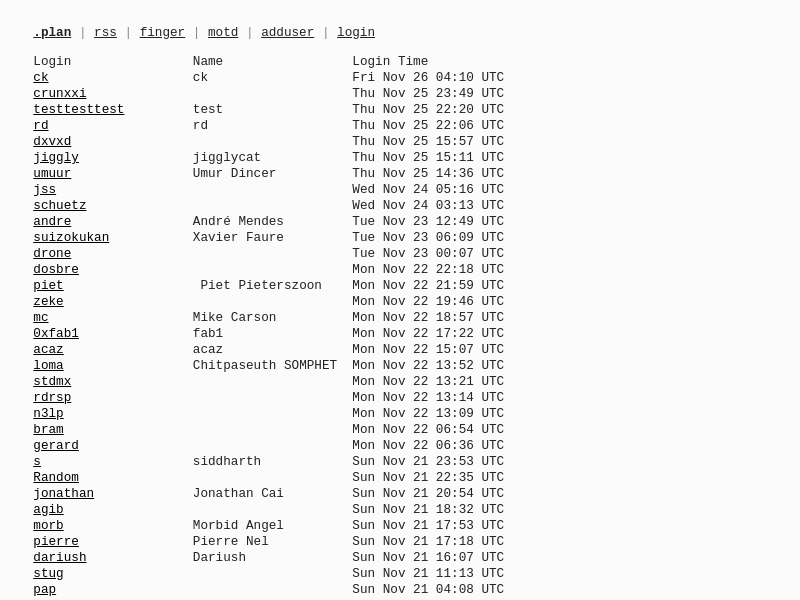 .plan | rss | finger | motd | adduser | login
Login Name Login Time
ck ck Fri Nov 26 04:10 UTC
crunxxi Thu Nov 25 23:49 UTC
testtesttest test Thu Nov 25 22:20 UTC
rd rd Thu Nov 25 22:06 UTC
dxvxd Thu Nov 25 15:57 UTC
jiggly jigglycat Thu Nov 25 15:11 UTC
umuur Umur Dincer Thu Nov 25 14:36 UTC
jss Wed Nov 24 05:16 UTC
schuetz Wed Nov 24 03:13 UTC
andre André Mendes Tue Nov 23 12:49 UTC
suizokukan Xavier Faure Tue Nov 23 06:09 UTC
drone Tue Nov 23 00:07 UTC
dosbre Mon Nov 22 22:18 UTC
piet Piet Pieterszoon Mon Nov 22 21:59 UTC
zeke Mon Nov 22 19:46 UTC
mc Mike Carson Mon Nov 22 18:57 UTC
0xfab1 fab1 Mon Nov 22 17:22 UTC
acaz acaz Mon Nov 22 15:07 UTC
loma Chitpaseuth SOMPHET Mon Nov 22 13:52 UTC
stdmx Mon Nov 22 13:21 UTC
rdrsp Mon Nov 22 13:14 UTC
n3lp Mon Nov 22 13:09 UTC
bram Mon Nov 22 06:54 UTC
gerard Mon Nov 22 06:36 UTC
s siddharth Sun Nov 21 23:53 UTC
Random Sun Nov 21 22:35 UTC
jonathan Jonathan Cai Sun Nov 21 20:54 UTC
agib Sun Nov 21 18:32 UTC
morb Morbid Angel Sun Nov 21 17:53 UTC
pierre Pierre Nel Sun Nov 21 17:18 UTC
dariush Dariush Sun Nov 21 16:07 UTC
stug Sun Nov 21 11:13 UTC
pap Sun Nov 21 04:08 UTC